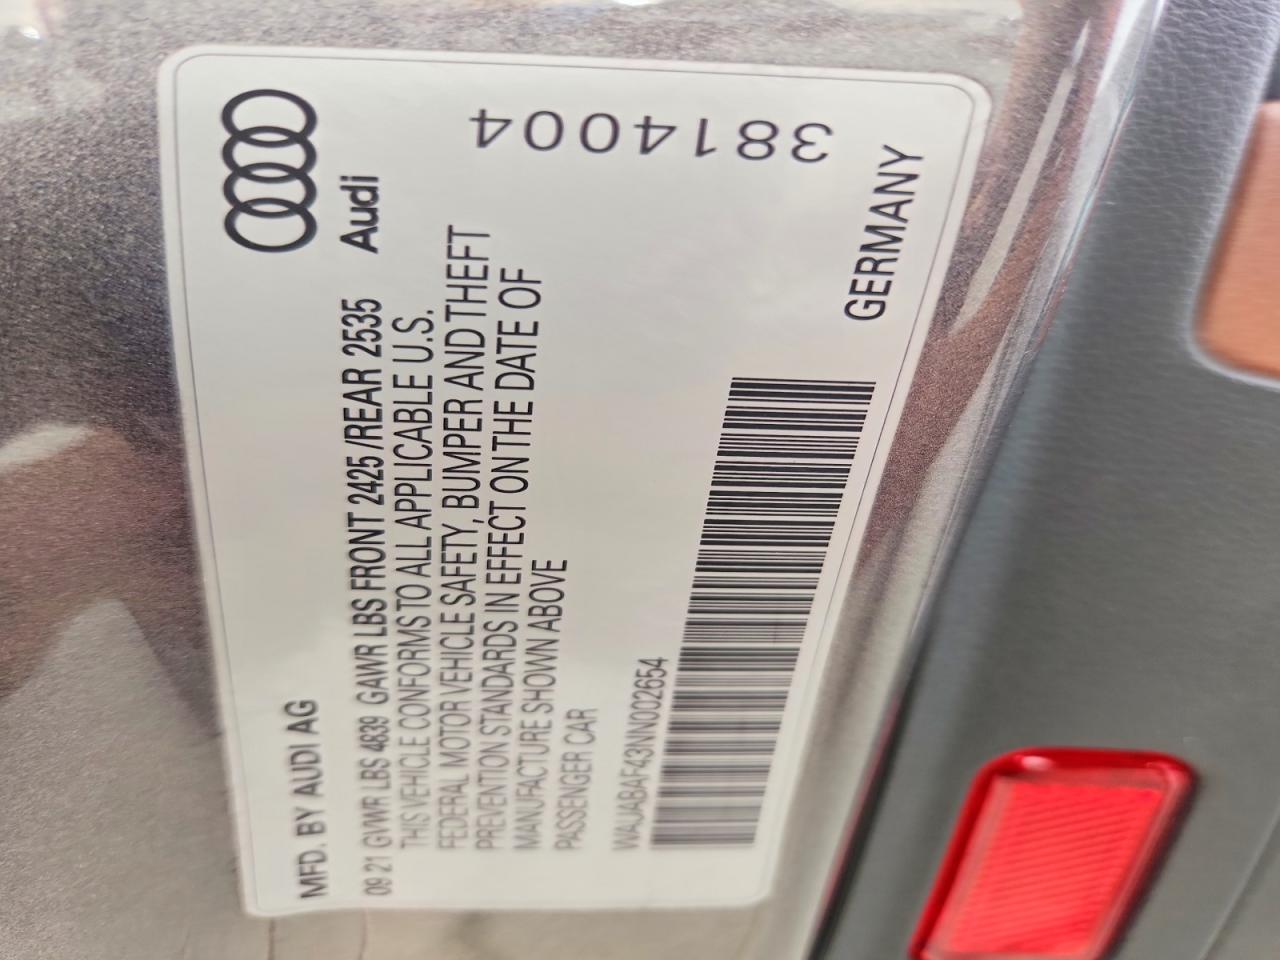 MFD. BY AUDI AG
09 21 GVWR LBS 4839 GAWR LBS FRONT 2425 /REAR 2535
Audi
THIS VEHICLE CONFORMS TO ALL APPLICABLE U.S.
FEDERAL MOTOR VEHICLE SAFETY, BUMPER AND THEFT
PREVENTION STANDARDS IN EFFECT ON THE DATE OF
MANUFACTURE SHOWN ABOVE
PASSENGER CAR
WAUABAF43NN002654
3814004
GERMANY